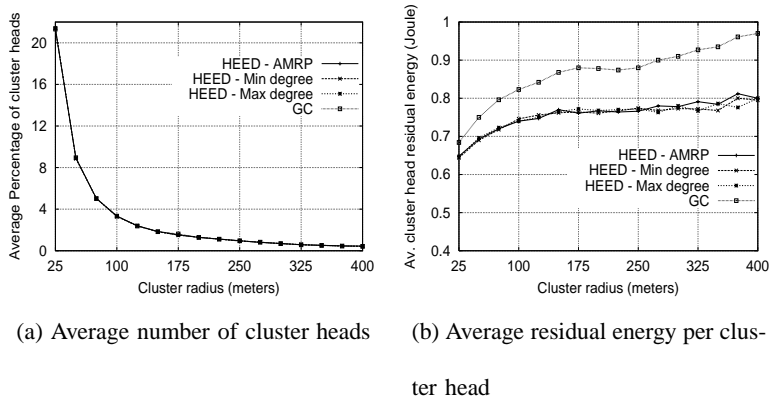 Average Percentage of cluster heads
22
20
16
12
8
4
0
25 100 175 250 325 400
Cluster radius (meters)
HEED - AMRP
HEED - Min degree
HEED - Max degree
GC
(a) Average number of cluster heads
Av. cluster head residual energy (Joule)
1
0.9
0.8
0.7
0.6
0.5
0.4
25 100 175 250 325 400
Cluster radius (meters)
HEED - AMRP
HEED - Min degree
HEED - Max degree
GC
(b) Average residual energy per clus-
ter head